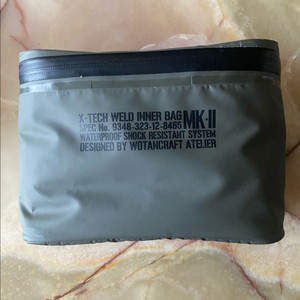 X-TECH WELD INNER BAG MK-II
SPEC No. 9348-323-12-8465
WATERPROOF SHOCK RESISTANT SYSTEM
DESIGNED BY WOTANCRAFT ATELIER